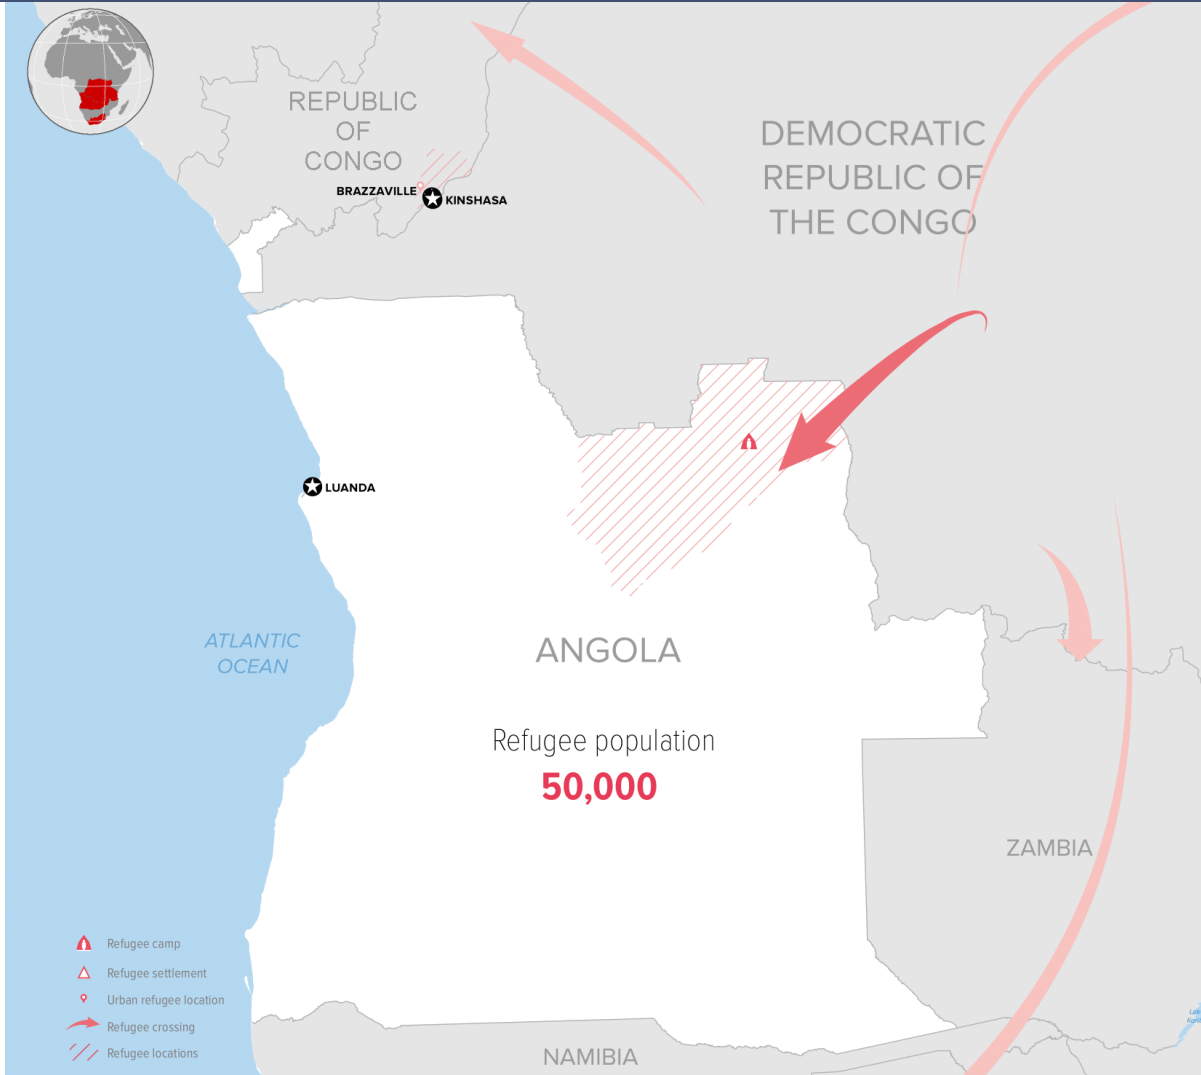 REPUBLIC
OF
CONGO
DEMOCRATIC
REPUBLIC OF
THE CONGO
BRAZZAVILLE
KINSHASA
LUANDA
ATLANTIC
OCEAN
ANGOLA
Refugee population
50,000
ZAMBIA
NAMIBIA
Refugee camp
Refugee settlement
Urban refugee location
Refugee crossing
Refugee locations